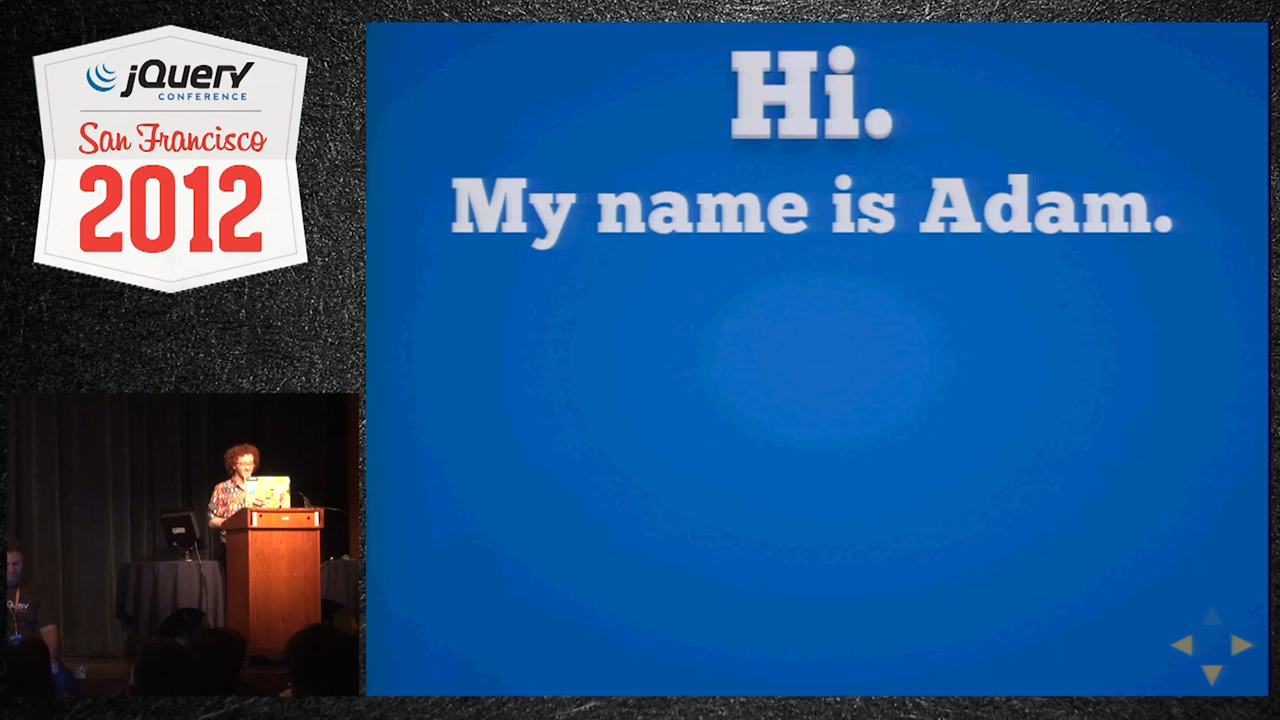 jQuery
CONFERENCE
San Francisco
2012
Hi.
My name is Adam.